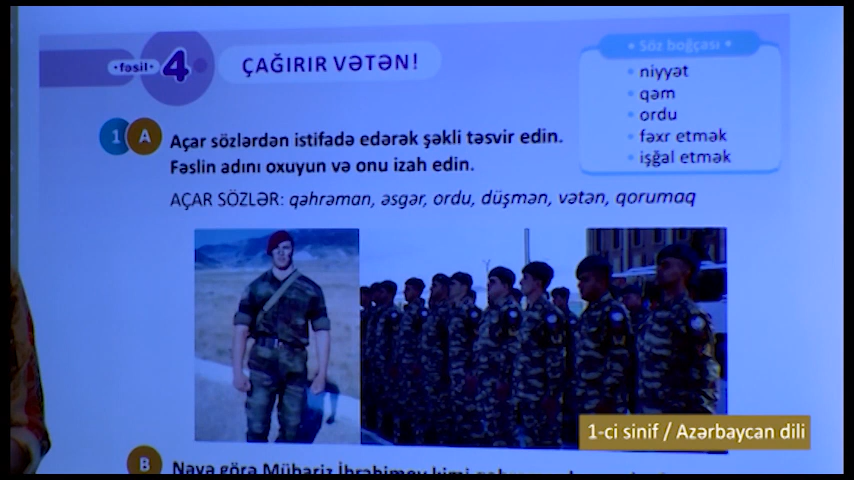 •fəsil• 4 ÇAĞIRIR VƏTƏN!
• Söz boğçası •
• niyyət
• qəm
• ordu
• fəxr etmək
• işğal etmək
1 A Açar sözlərdən istifadə edərək şəkli təsvir edin.
Fəslin adını oxuyun və onu izah edin.
AÇAR SÖZLƏR: qəhrəman, əsgər, ordu, düşmən, vətən, qorumaq
1-ci sinif / Azərbaycan dili
B Nəyə görə Mübariz İbrahimov kimi